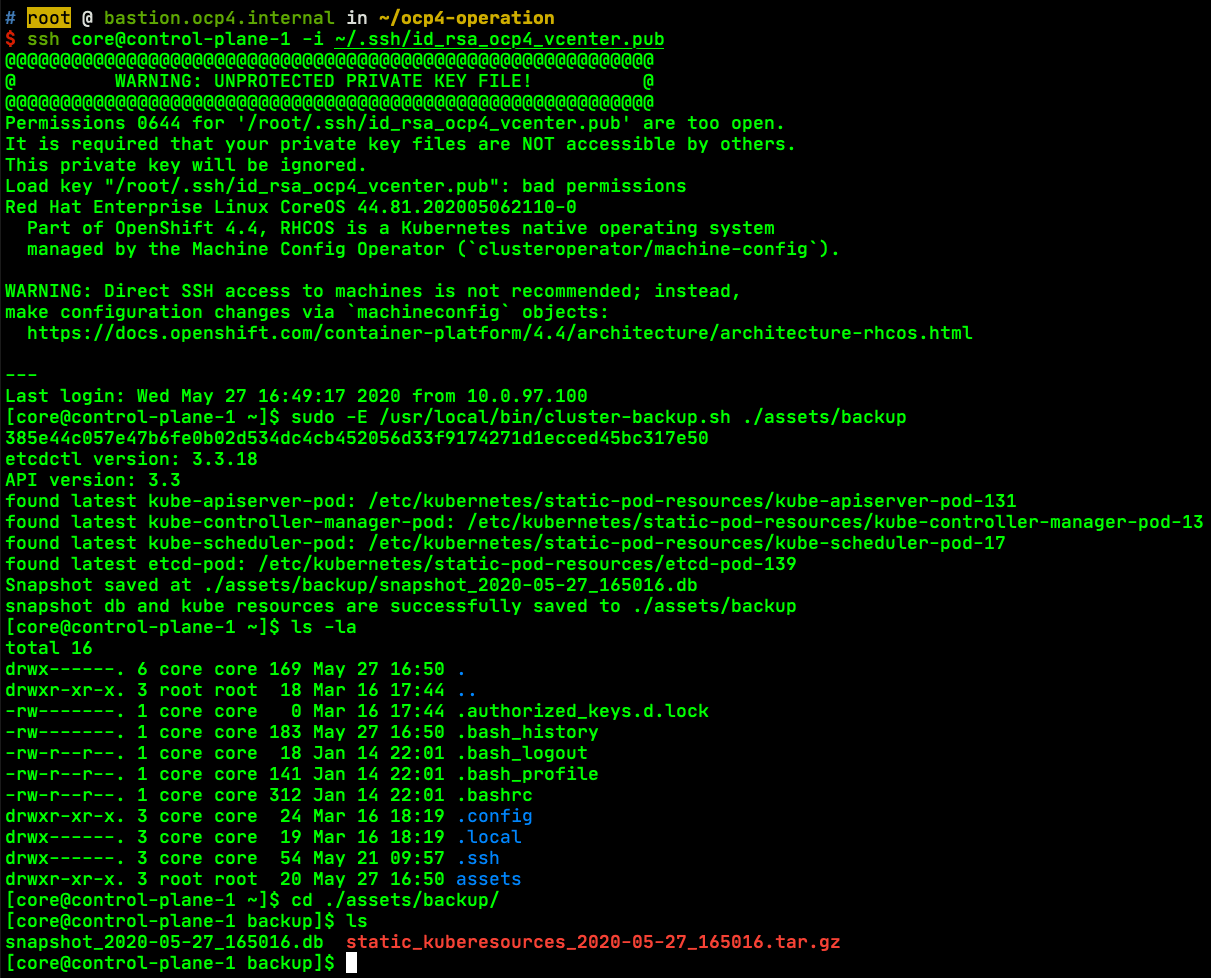 # root @ bastion.ocp4.internal in ~/ocp4-operation
$ ssh core@control-plane-1 -i ~/.ssh/id_rsa_ocp4_vcenter.pub
@@@@@@@@@@@@@@@@@@@@@@@@@@@@@@@@@@@@@@@@@@@@@@@@@@@@@@@@@@@
@         WARNING: UNPROTECTED PRIVATE KEY FILE!          @
@@@@@@@@@@@@@@@@@@@@@@@@@@@@@@@@@@@@@@@@@@@@@@@@@@@@@@@@@@@
Permissions 0644 for '/root/.ssh/id_rsa_ocp4_vcenter.pub' are too open.
It is required that your private key files are NOT accessible by others.
This private key will be ignored.
Load key "/root/.ssh/id_rsa_ocp4_vcenter.pub": bad permissions
Red Hat Enterprise Linux CoreOS 44.81.202005062110-0
  Part of OpenShift 4.4, RHCOS is a Kubernetes native operating system
  managed by the Machine Config Operator (`clusteroperator/machine-config`).

WARNING: Direct SSH access to machines is not recommended; instead,
make configuration changes via `machineconfig` objects:
  https://docs.openshift.com/container-platform/4.4/architecture/architecture-rhcos.html

---
Last login: Wed May 27 16:49:17 2020 from 10.0.97.100
[core@control-plane-1 ~]$ sudo -E /usr/local/bin/cluster-backup.sh ./assets/backup
385e44c057e47b6fe0b02d534dc4cb452056d33f9174271d1ecced45bc317e50
etcdctl version: 3.3.18
API version: 3.3
found latest kube-apiserver-pod: /etc/kubernetes/static-pod-resources/kube-apiserver-pod-131
found latest kube-controller-manager-pod: /etc/kubernetes/static-pod-resources/kube-controller-manager-pod-13
found latest kube-scheduler-pod: /etc/kubernetes/static-pod-resources/kube-scheduler-pod-17
found latest etcd-pod: /etc/kubernetes/static-pod-resources/etcd-pod-139
Snapshot saved at ./assets/backup/snapshot_2020-05-27_165016.db
snapshot db and kube resources are successfully saved to ./assets/backup
[core@control-plane-1 ~]$ ls -la
total 16
drwx------. 6 core core 169 May 27 16:50 .
drwxr-xr-x. 3 root root  18 Mar 16 17:44 ..
-rw-------. 1 core core   0 Mar 16 17:44 .authorized_keys.d.lock
-rw-------. 1 core core 183 May 27 16:50 .bash_history
-rw-r--r--. 1 core core  18 Jan 14 22:01 .bash_logout
-rw-r--r--. 1 core core 141 Jan 14 22:01 .bash_profile
-rw-r--r--. 1 core core 312 Jan 14 22:01 .bashrc
drwxr-xr-x. 3 core core  24 Mar 16 18:19 .config
drwx------. 3 core core  19 Mar 16 18:19 .local
drwx------. 3 core core  54 May 21 09:57 .ssh
drwxr-xr-x. 3 root root  20 May 27 16:50 assets
[core@control-plane-1 ~]$ cd ./assets/backup/
[core@control-plane-1 backup]$ ls
snapshot_2020-05-27_165016.db  static_kuberesources_2020-05-27_165016.tar.gz
[core@control-plane-1 backup]$